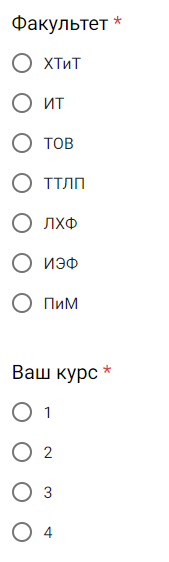 Факультет *
ХТиТ
ИТ
ТОВ
ТТЛП
ЛХФ
ИЭФ
ПиМ
Ваш курс *
1
2
3
4